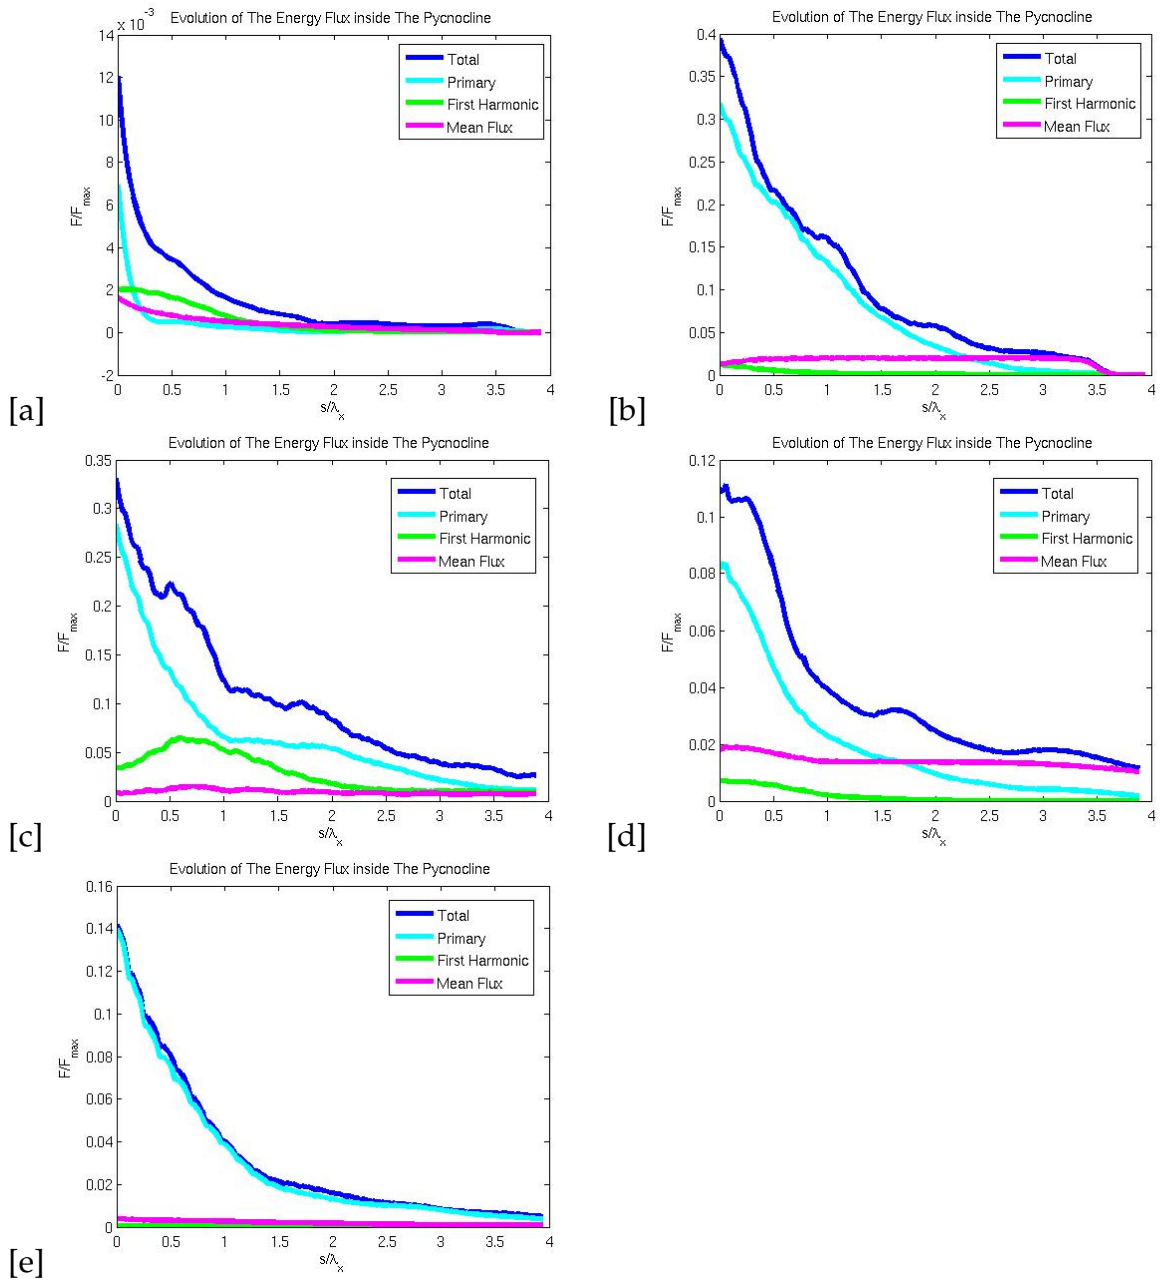 Evolution of The Energy Flux inside The Pycnocline
x 10⁻³
14
12
10
8
6
4
2
0
-2
F/Fmax
Total
Primary
First Harmonic
Mean Flux
0 0.5 1 1.5 2 2.5 3 3.5 4
s/λx
[a]
Evolution of The Energy Flux inside The Pycnocline
0.4
0.35
0.3
0.25
0.2
0.15
0.1
0.05
0
F/Fmax
Total
Primary
First Harmonic
Mean Flux
0 0.5 1 1.5 2 2.5 3 3.5 4
s/λx
[b]
Evolution of The Energy Flux inside The Pycnocline
0.35
0.3
0.25
0.2
0.15
0.1
0.05
0
F/Fmax
Total
Primary
First Harmonic
Mean Flux
0 0.5 1 1.5 2 2.5 3 3.5 4
s/λx
[c]
Evolution of The Energy Flux inside The Pycnocline
0.12
0.1
0.08
0.06
0.04
0.02
0
F/Fmax
Total
Primary
First Harmonic
Mean Flux
0 0.5 1 1.5 2 2.5 3 3.5 4
s/λx
[d]
Evolution of The Energy Flux inside The Pycnocline
0.16
0.14
0.12
0.1
0.08
0.06
0.04
0.02
0
F/Fmax
Total
Primary
First Harmonic
Mean Flux
0 0.5 1 1.5 2 2.5 3 3.5 4
s/λx
[e]